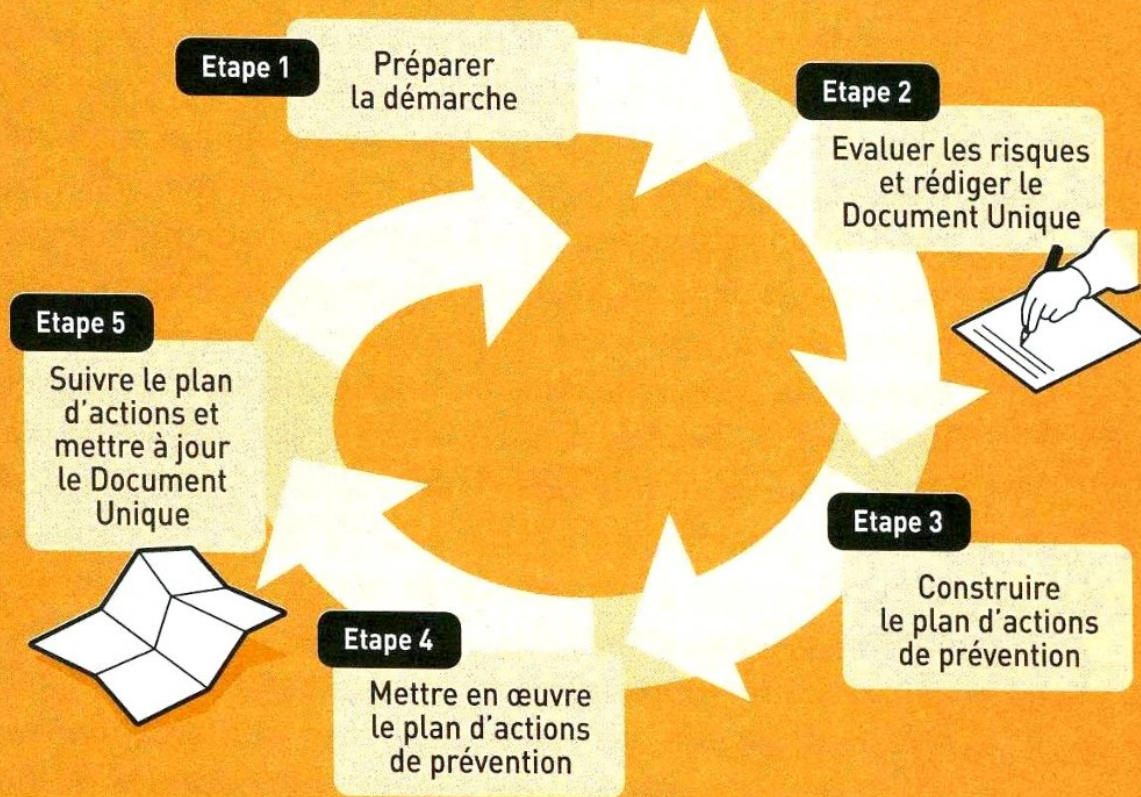 Etape 1
Préparer
la démarche
Etape 2
Evaluer les risques
et rédiger le
Document Unique
Etape 3
Construire
le plan d'actions
de prévention
Etape 4
Mettre en œuvre
le plan d'actions
de prévention
Etape 5
Suivre le plan
d'actions et
mettre à jour
le Document
Unique